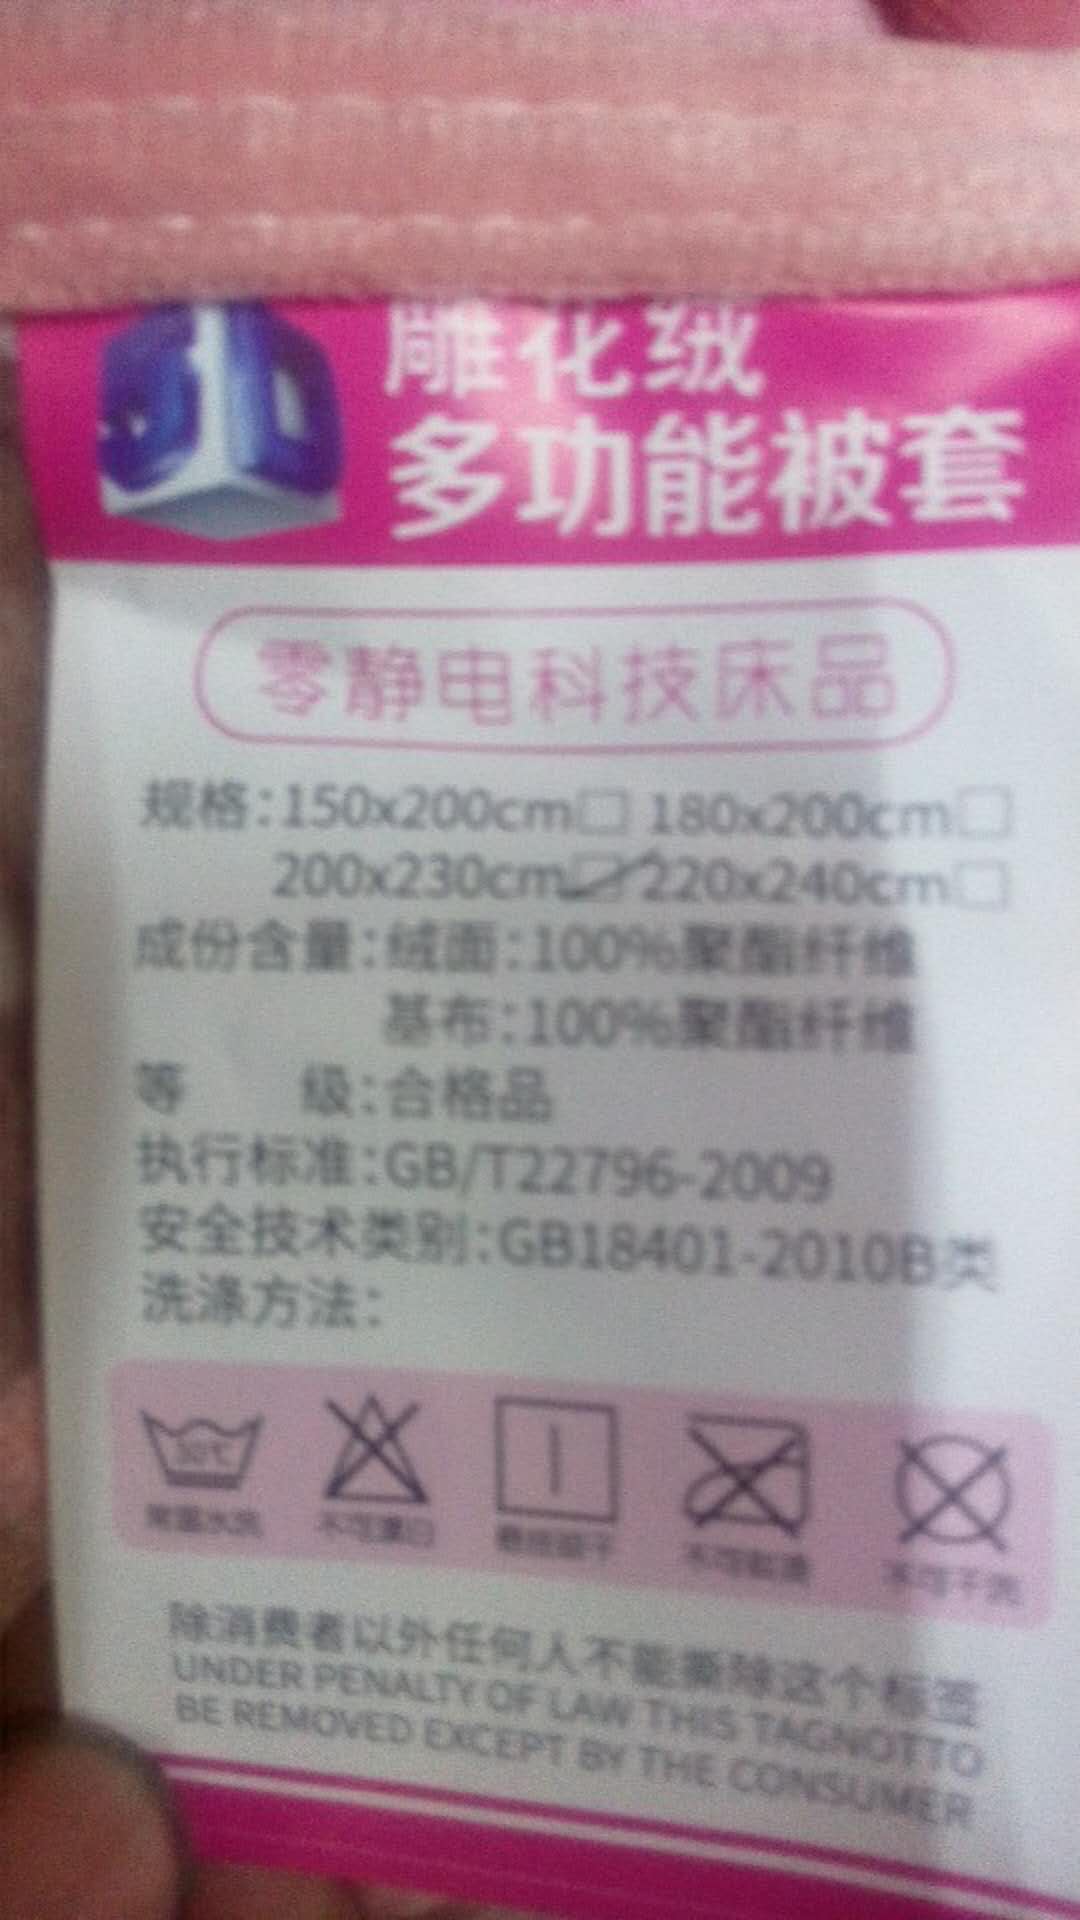 雕花绒
多功能被套
零静电科技床品
规格:150x200cm□ 180x200cm□
200x230cm☑ 220x240cm□
成份含量:绒面:100%聚酯纤维
基布:100%聚酯纤维
等 级:合格品
执行标准:GB/T22796-2009
安全技术类别:GB18401-2010B类
洗涤方法:
30℃
常温水洗 不可漂白 悬挂晾干 不可熨烫 不可干洗
除消费者以外任何人不能撕除这个标签
UNDER PENALTY OF LAW THIS TAGNOTTO
BE REMOVED EXCEPT BY THE CONSUMER